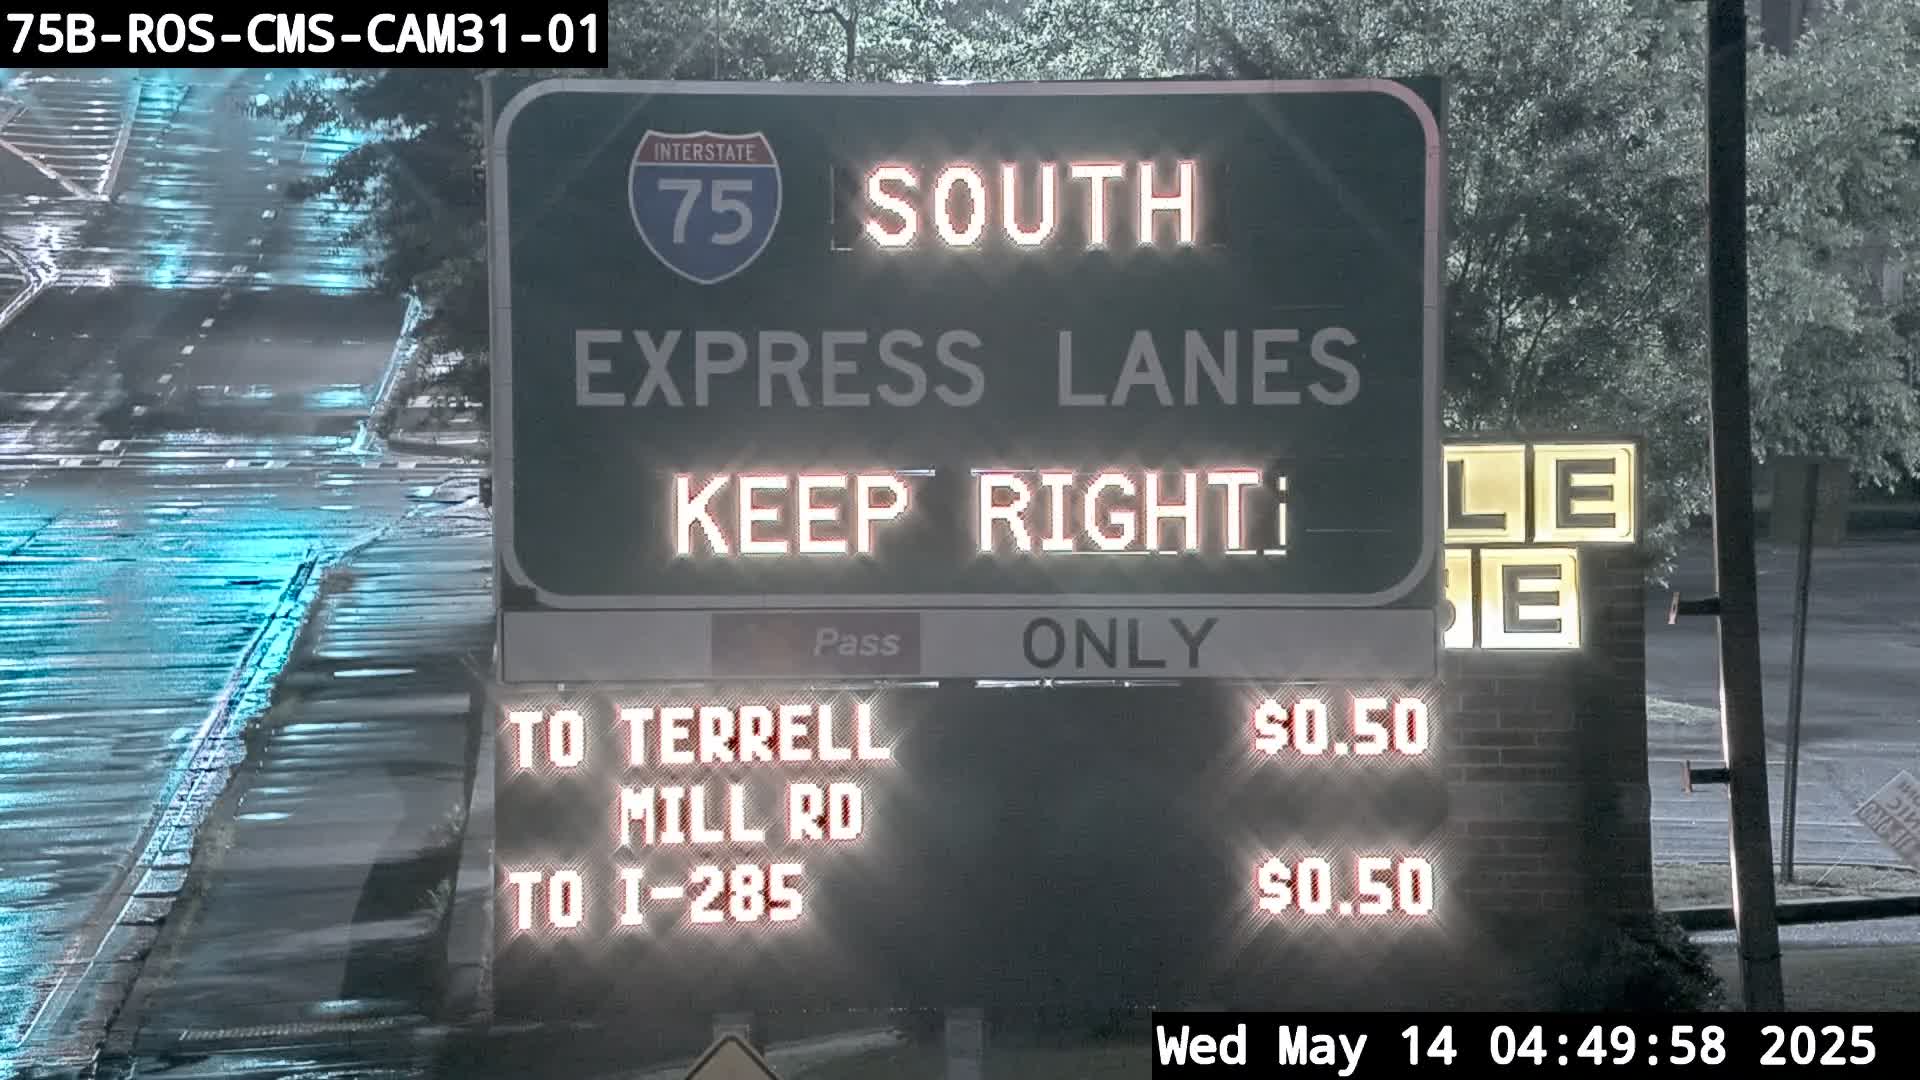 75B-ROS-CMS-CAM31-01
INTERSTATE
75
SOUTH
EXPRESS LANES
KEEP RIGHT
Pass ONLY
TO TERRELL $0.50
MILL RD
TO I-285 $0.50
LE
E
Wed May 14 04:49:58 2025